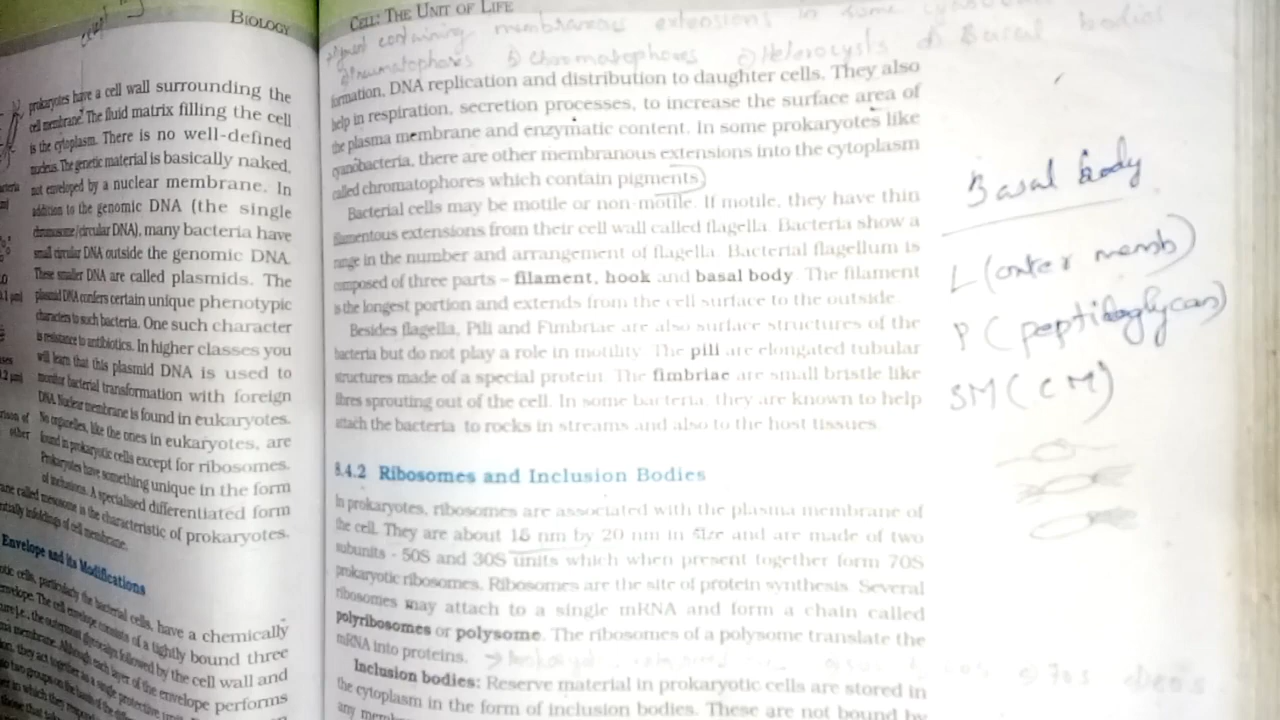 BIOLOGY
prokaryotes have a cell wall surrounding the
cell membrane. The fluid matrix filling the cell
is the cytoplasm. There is no well-defined
nucleus. The genetic material is basically naked,
not enveloped by a nuclear membrane. In
addition to the genomic DNA (the single
chromosome/circular DNA), many bacteria have
small circular DNA outside the genomic DNA.
These smaller DNA are called plasmids. The
plasmid DNA confers certain unique phenotypic
characters to such bacteria. One such character
is resistance to antibiotics. In higher classes you
will learn that this plasmid DNA is used to
monitor bacterial transformation with foreign
DNA. Nuclear membrane is found in eukaryotes.
No organelles, like the ones in eukaryotes, are
found in prokaryotic cells except for ribosomes.
Prokaryotes have something unique in the form
of inclusions. A specialised differentiated form
called mesosome is the characteristic of prokaryotes.
infoldings of cell membrane.
Envelope and its Modifications
cells, particularly the bacterial cells, have a chemically
envelope. The cell envelope consists of a tightly bound three
the outermost glycocalyx followed by the cell wall and
membrane. Although each layer of the envelope performs
they act together as a single protective
CELL: THE UNIT OF LIFE
containing membranous extensions in some
b) Chromatophores c) Heterocysts d) Basal bodies
formation, DNA replication and distribution to daughter cells. They also
help in respiration, secretion processes, to increase the surface area of
the plasma membrane and enzymatic content. In some prokaryotes like
cyanobacteria, there are other membranous extensions into the cytoplasm
called chromatophores which contain pigments.
Bacterial cells may be motile or non-motile. If motile, they have thin
filamentous extensions from their cell wall called flagella. Bacteria show a
range in the number and arrangement of flagella. Bacterial flagellum is
composed of three parts – filament, hook and basal body. The filament
is the longest portion and extends from the cell surface to the outside.
Besides flagella, Pili and Fimbriae are also surface structures of the
bacteria but do not play a role in motility. The pili are elongated tubular
structures made of a special protein. The fimbriae are small bristle like
fibres sprouting out of the cell. In some bacteria, they are known to help
attach the bacteria to rocks in streams and also to the host tissues.
8.4.2 Ribosomes and Inclusion Bodies
In prokaryotes, ribosomes are associated with the plasma membrane of
the cell. They are about 15 nm by 20 nm in size and are made of two
subunits - 50S and 30S units which when present together form 70S
prokaryotic ribosomes. Ribosomes are the site of protein synthesis. Several
ribosomes may attach to a single mRNA and form a chain called
polyribosomes or polysome. The ribosomes of a polysome translate the
mRNA into proteins.
Inclusion bodies: Reserve material in prokaryotic cells are stored in
the cytoplasm in the form of inclusion bodies. These are not bound by
Basal body
L (outer memb)
P (peptidoglycan)
SM (CM)